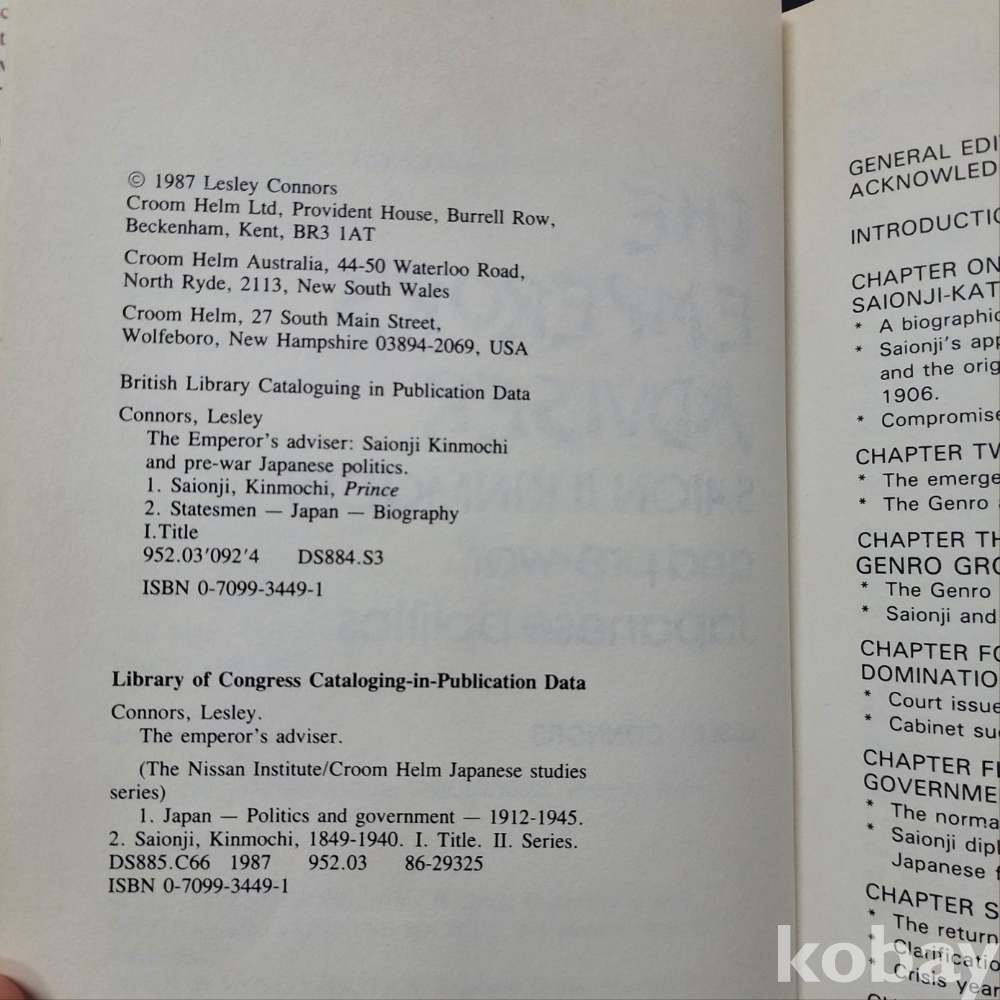 © 1987 Lesley Connors
Croom Helm Ltd, Provident House, Burrell Row,
Beckenham, Kent, BR3 1AT
Croom Helm Australia, 44-50 Waterloo Road,
North Ryde, 2113, New South Wales
Croom Helm, 27 South Main Street,
Wolfeboro, New Hampshire 03894-2069, USA
British Library Cataloguing in Publication Data
Connors, Lesley
The Emperor's adviser: Saionji Kinmochi
and pre-war Japanese politics.
1. Saionji, Kinmochi, Prince
2. Statesmen — Japan — Biography
I.Title
952.03'092'4 DS884.S3
ISBN 0-7099-3449-1
Library of Congress Cataloging-in-Publication Data
Connors, Lesley.
The emperor's adviser.
(The Nissan Institute/Croom Helm Japanese studies
series)
1. Japan — Politics and government — 1912-1945.
2. Saionji, Kinmochi, 1849-1940. I. Title. II. Series.
DS885.C66 1987 952.03 86-29325
ISBN 0-7099-3449-1
GENERAL EDI
ACKNOWLED
INTRODUCTIO
CHAPTER ON
SAIONJI-KAT
* A biographic
* Saionji's app
and the orig
1906.
* Compromise
CHAPTER TW
* The emerge
* The Genro
CHAPTER TH
GENRO GRO
* The Genro
* Saionji and
CHAPTER FO
DOMINATIO
* Court issue
* Cabinet su
CHAPTER FI
GOVERNME
* The norma
* Saionji dipl
Japanese f
CHAPTER S
* The return
* Clarificatio
* Crisis year
kobay